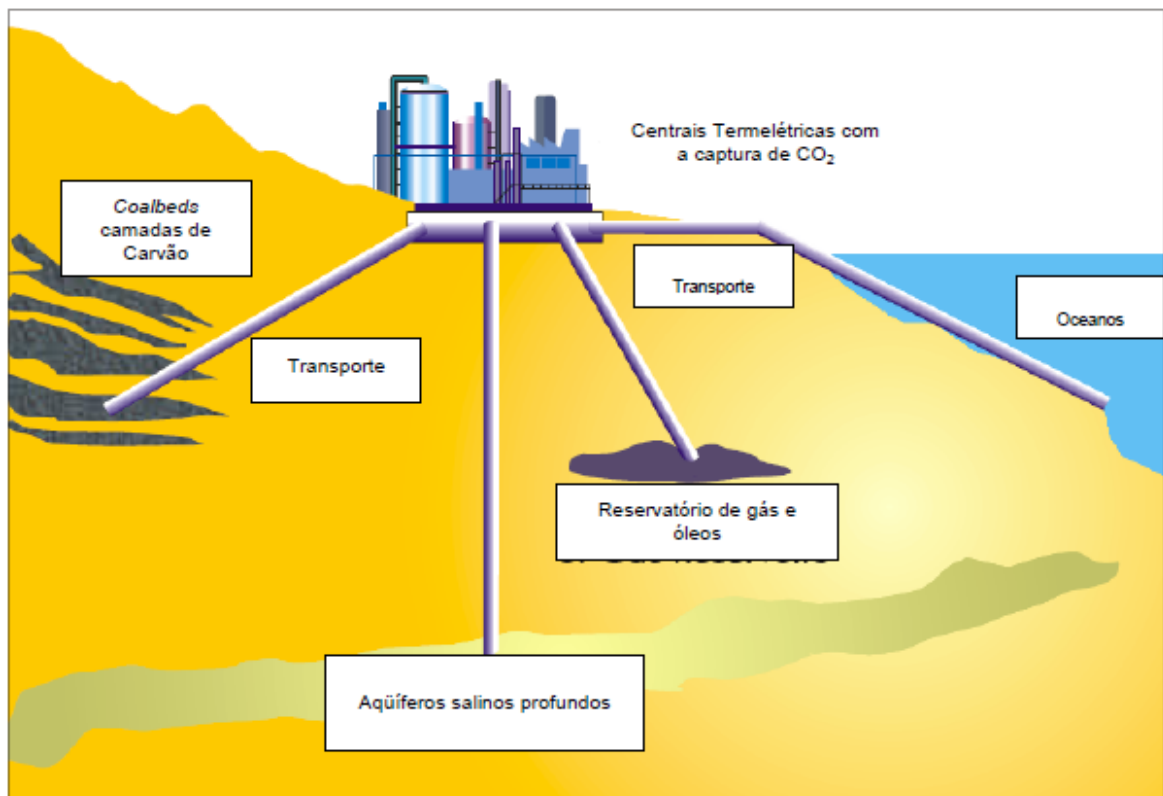 Centrais Termelétricas com
a captura de CO₂
Coalbeds
camadas de
Carvão
Transporte
Transporte
Oceanos
Reservatório de gás e
óleos
Aqüíferos salinos profundos